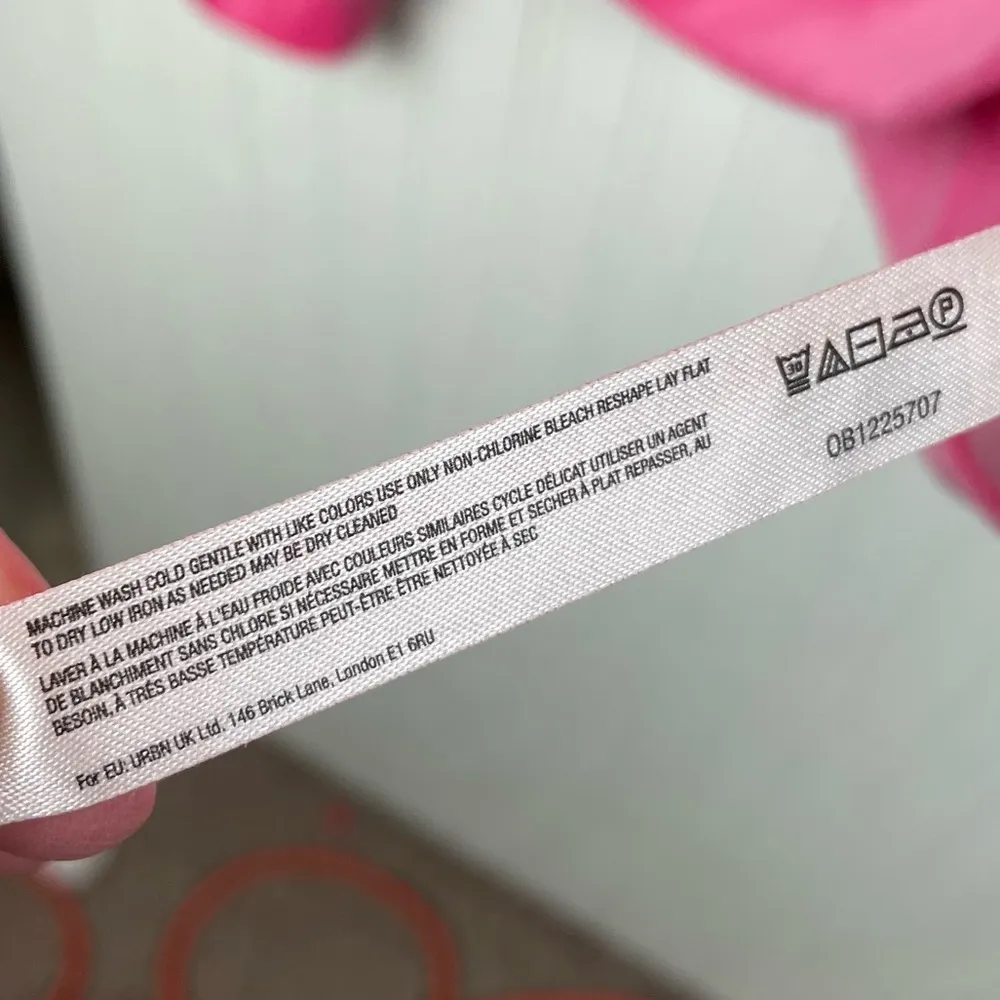 MACHINE WASH COLD GENTLE WITH LIKE COLORS USE ONLY NON-CHLORINE BLEACH RESHAPE LAY FLAT
TO DRY LOW IRON AS NEEDED MAY BE DRY CLEANED
LAVER À LA MACHINE À L'EAU FROIDE AVEC COULEURS SIMILAIRES CYCLE DÉLICAT UTILISER UN AGENT
DE BLANCHIMENT SANS CHLORE SI NÉCESSAIRE METTRE EN FORME ET SECHER À PLAT REPASSER, AU
BESOIN, À TRÈS BASSE TEMPÉRATURE PEUT-ÊTRE ÊTRE NETTOYÉE À SEC
For EU: URBN UK Ltd, 146 Brick Lane, London E1 6RU
30
P
OB1225707